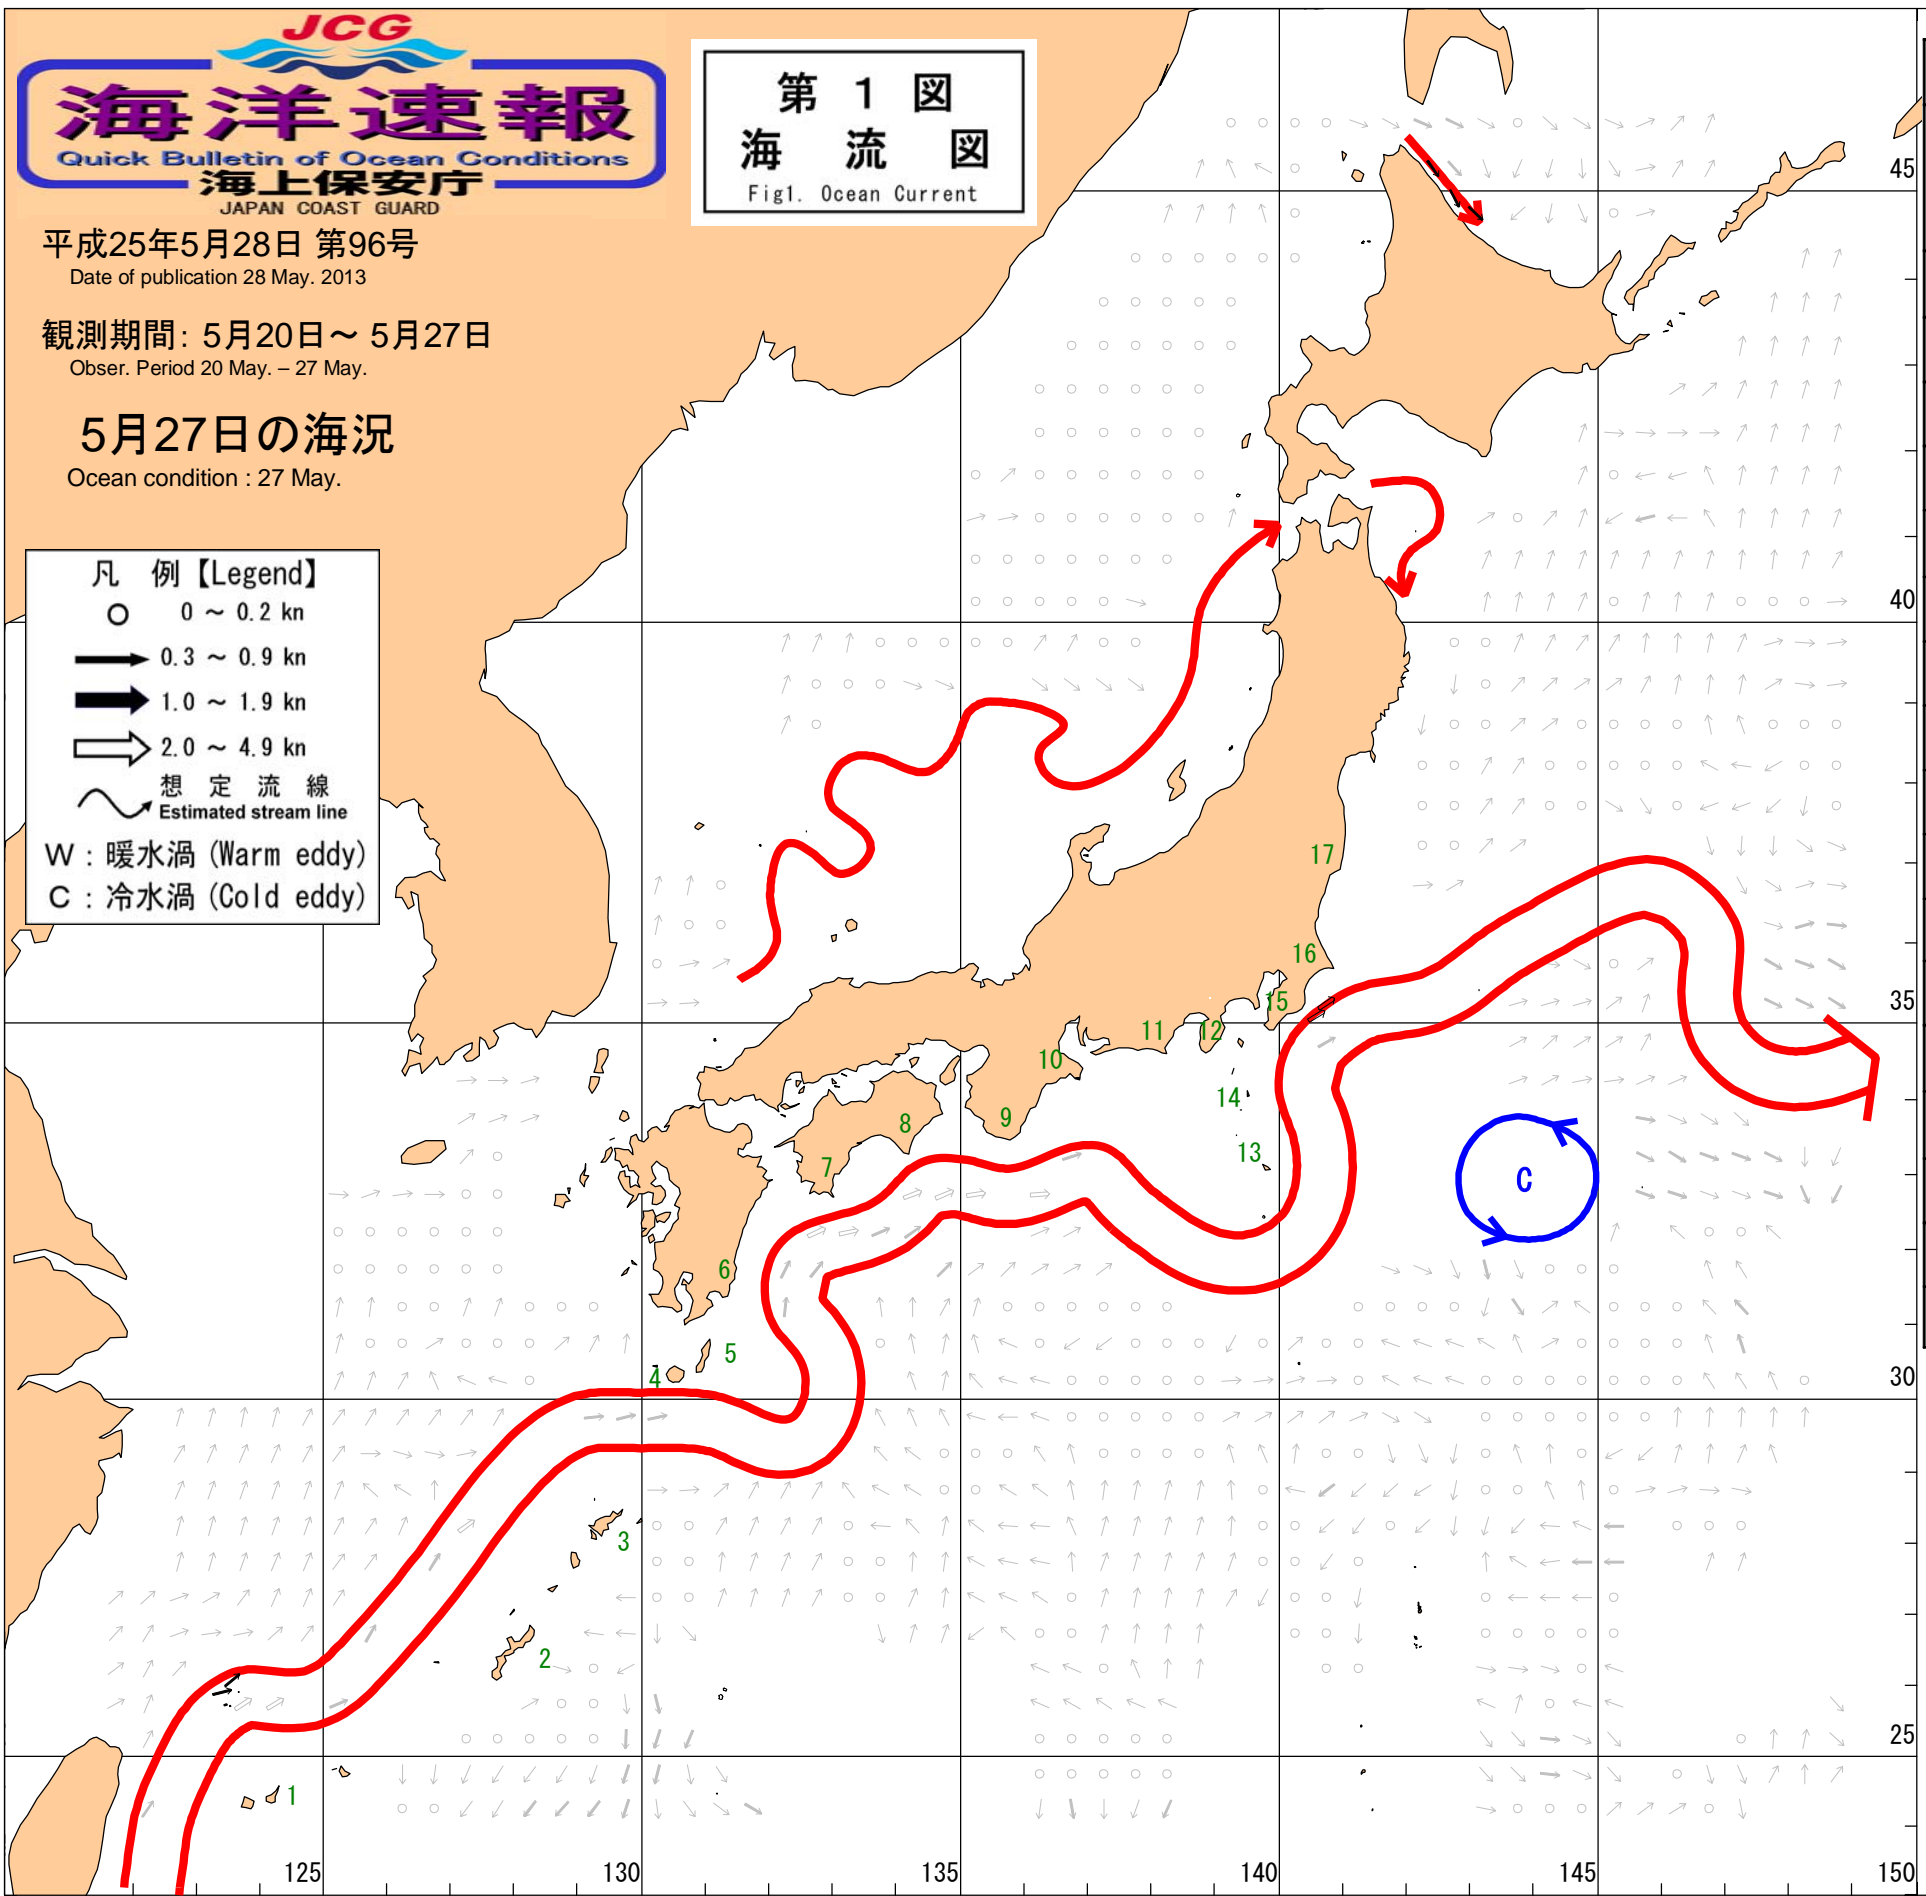 JCG
海洋速報
Quick Bulletin of Ocean Conditions
海上保安庁
JAPAN COAST GUARD
第 1 図
海 流 図
Fig1. Ocean Current
平成25年5月28日 第96号
Date of publication 28 May. 2013
観測期間: 5月20日～ 5月27日
Obser. Period 20 May. – 27 May.
5月27日の海況
Ocean condition : 27 May.
凡 例【Legend】
0 ～ 0.2 kn
0.3 ～ 0.9 kn
1.0 ～ 1.9 kn
2.0 ～ 4.9 kn
想 定 流 線
Estimated stream line
W : 暖水渦 (Warm eddy)
C : 冷水渦 (Cold eddy)
45
40
35
30
25
17
16
15
11
12
10
14
9
8
13
7
C
6
5
4
3
2
1
125
130
135
140
145
150